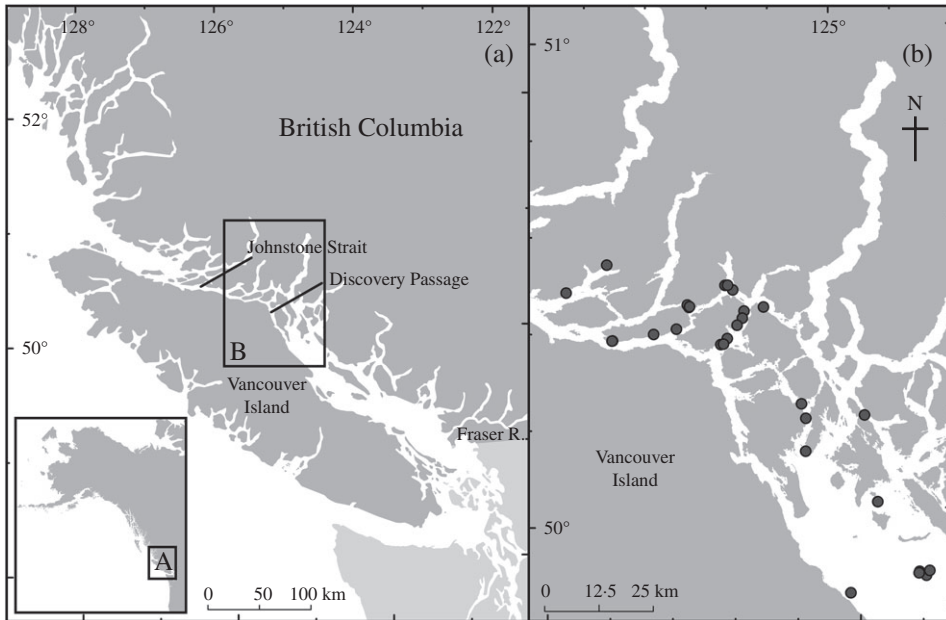 128
126
124
122
(a)
52°
British Columbia
Johnstone Strait
Discovery Passage
B
50°
Vancouver
Island
Fraser R..
A
0 50 100 km
125
51°
(b)
N
Vancouver
Island
50°
0 12·5 25 km